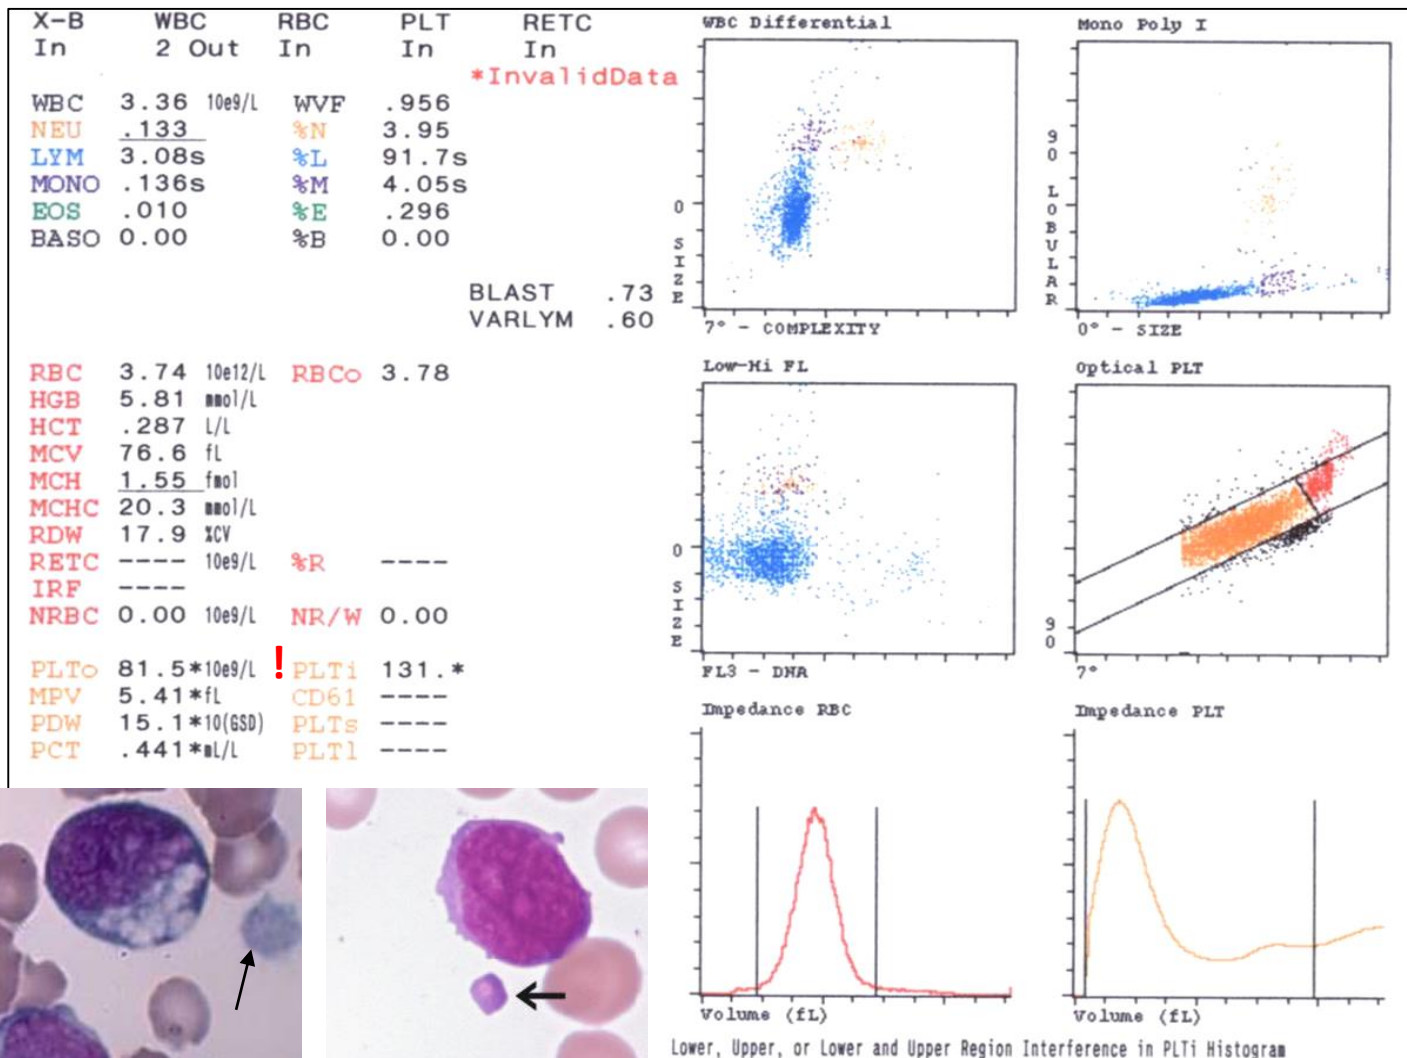 X-B WBC RBC PLT RETC
In 2 Out In In In
*InvalidData
WBC 3.36 10e9/L WVF .956
NEU .133 %N 3.95
LYM 3.08s %L 91.7s
MONO .136s %M 4.05s
EOS .010 %E .296
BASO 0.00 %B 0.00
BLAST .73
VARLYM .60
RBC 3.74 10e12/L RBCo 3.78
HGB 5.81 mmol/L
HCT .287 L/L
MCV 76.6 fL
MCH 1.55 fmol
MCHC 20.3 mmol/L
RDW 17.9 %CV
RETC ---- 10e9/L %R ----
IRF ----
NRBC 0.00 10e9/L NR/W 0.00
PLTo 81.5*10e9/L ! PLTi 131.*
MPV 5.41*fL CD61 ----
PDW 15.1*10(GSD) PLTs ----
PCT .441*mL/L PLTl ----
WBC Differential
0 SIZE
7° - COMPLEXITY
Mono Poly I
90 LOBULAR
0° - SIZE
Low-Hi FL
0 SIZE
FL3 - DNA
Optical PLT
90
7°
Impedance RBC
Volume (fL)
Impedance PLT
Volume (fL)
Lower, Upper, or Lower and Upper Region Interference in PLTi Histogram